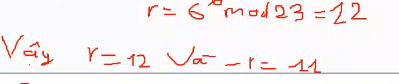 r = 6^10 mod 23 = 12
Vậy r = 12 Và - r = 11